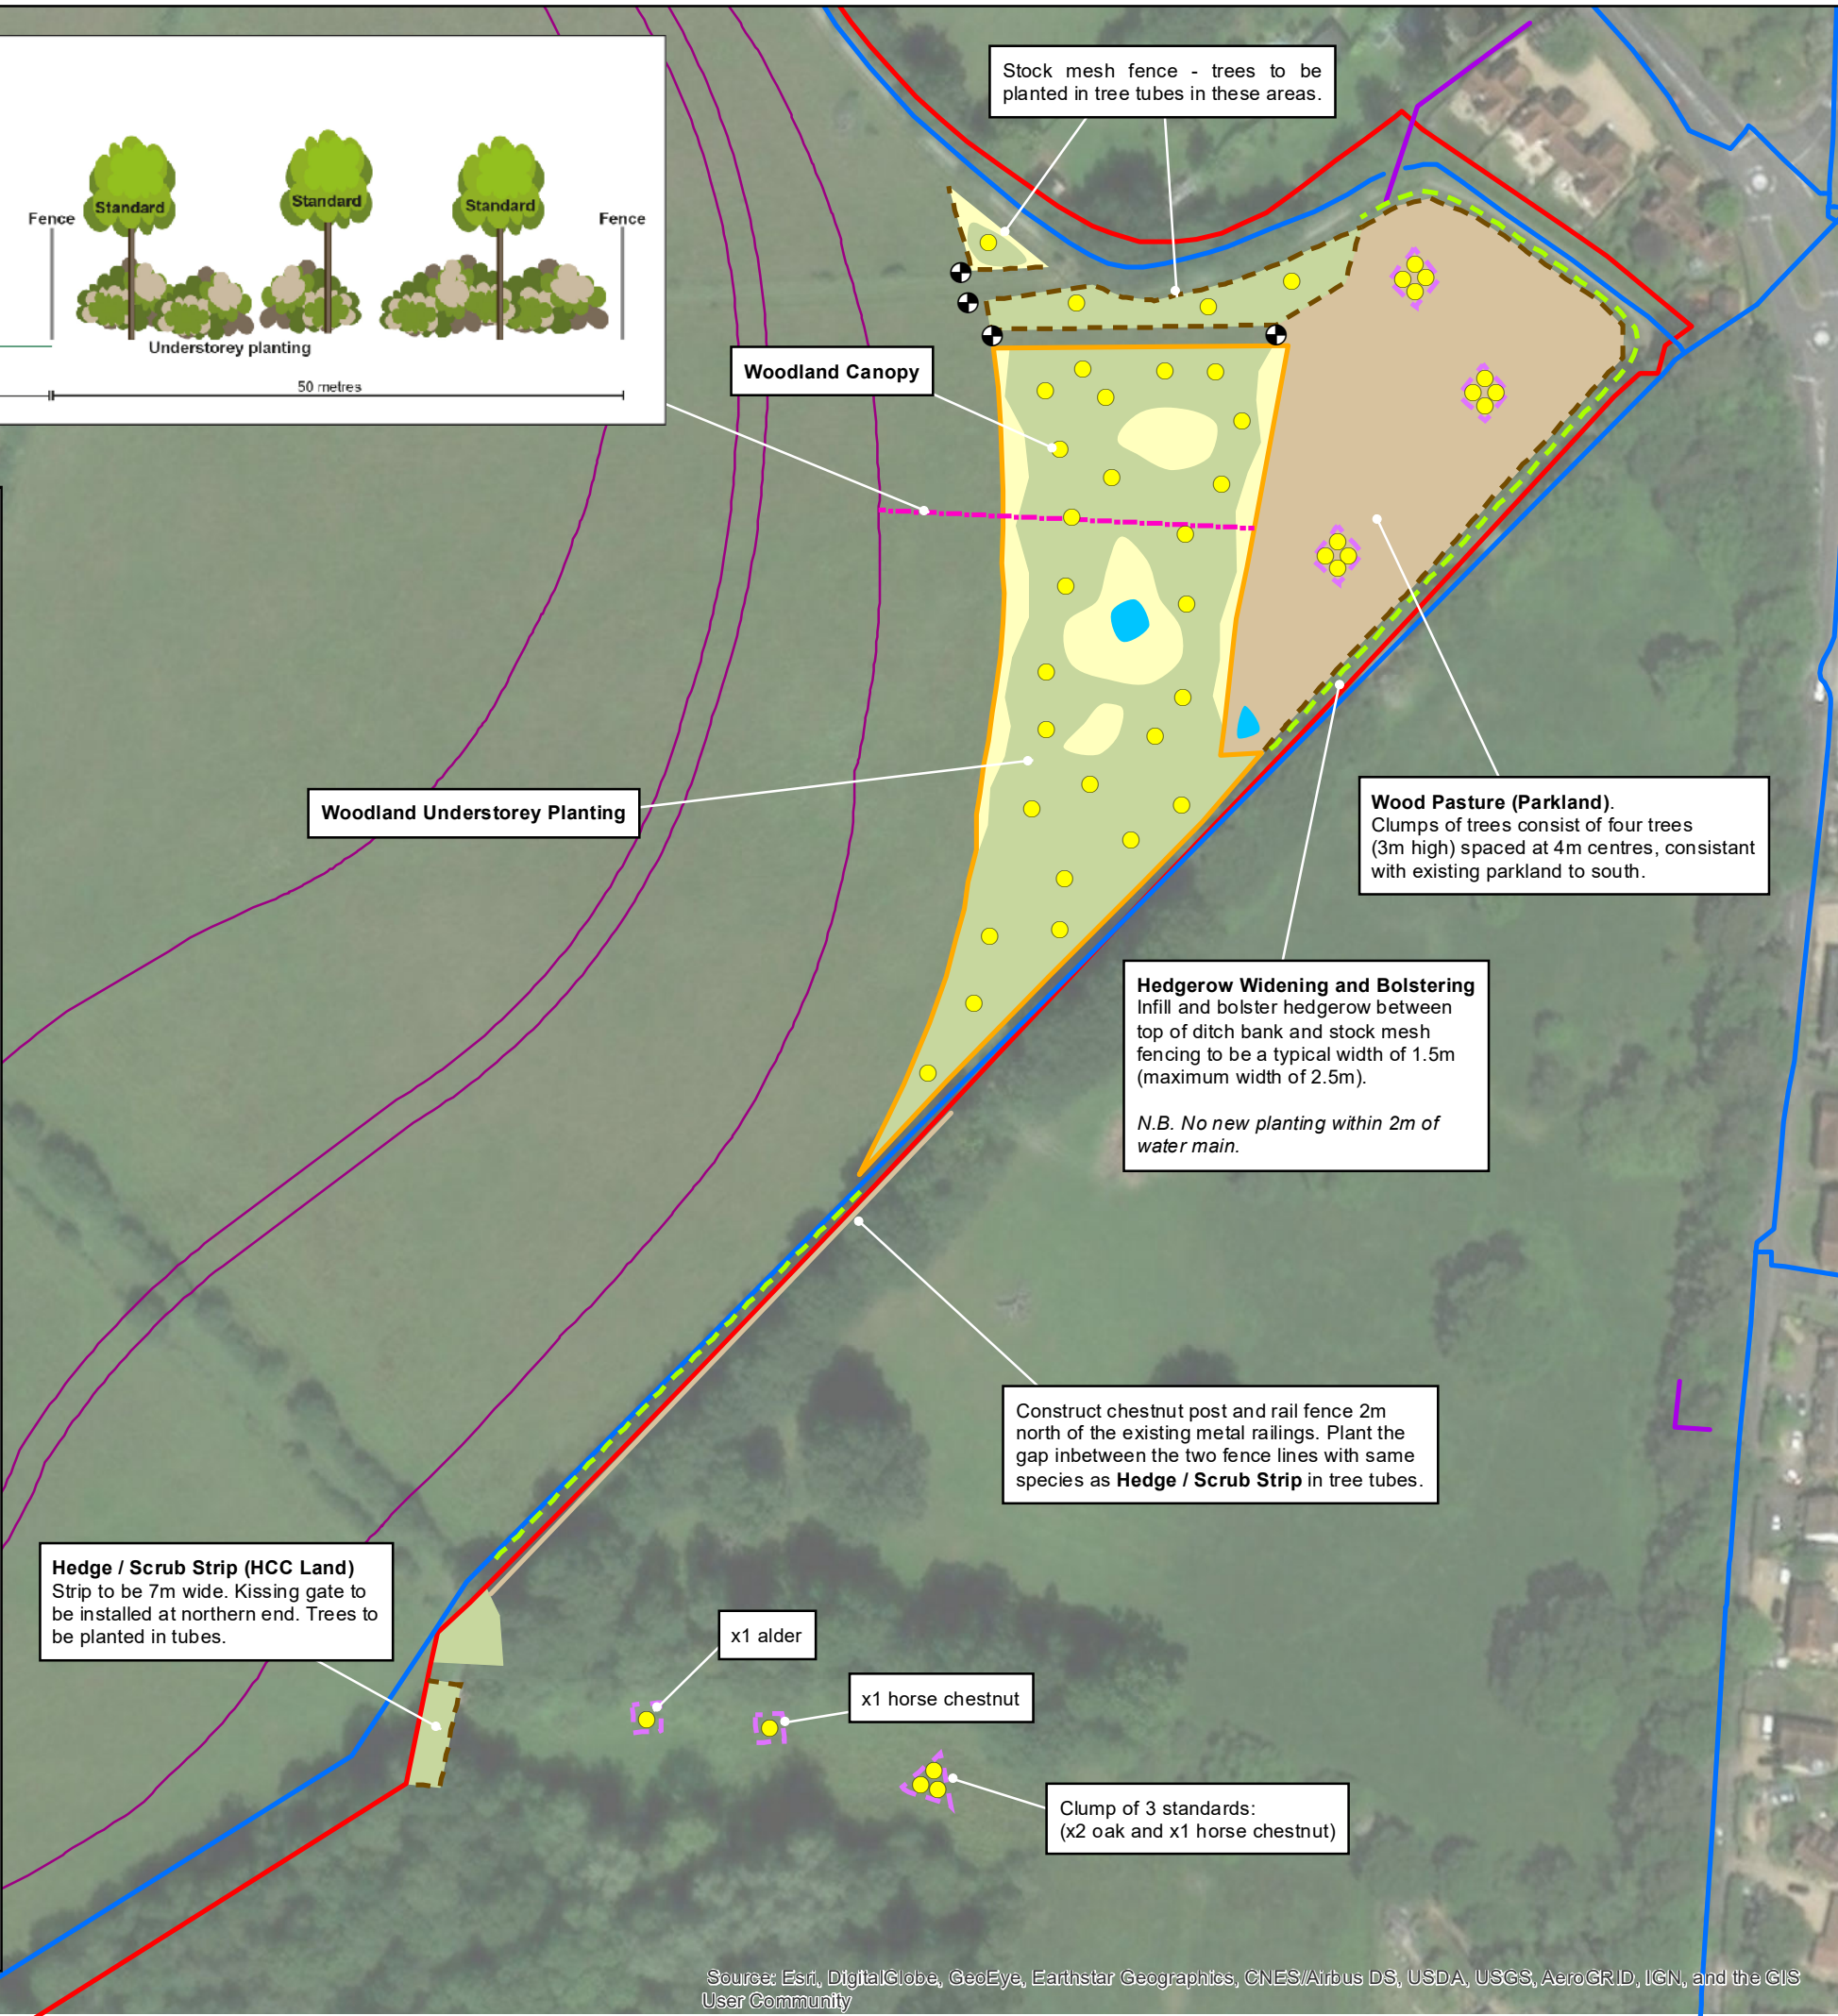 Stock mesh fence - trees to be
planted in tree tubes in these areas.
Standard
Standard
Standard
Fence
Fence
Understorey planting
50 metres
Woodland Canopy
Woodland Understorey Planting
Wood Pasture (Parkland).
Clumps of trees consist of four trees
(3m high) spaced at 4m centres, consistant
with existing parkland to south.
Hedgerow Widening and Bolstering
Infill and bolster hedgerow between
top of ditch bank and stock mesh
fencing to be a typical width of 1.5m
(maximum width of 2.5m).
N.B. No new planting within 2m of
water main.
Construct chestnut post and rail fence 2m
north of the existing metal railings. Plant the
gap inbetween the two fence lines with same
species as Hedge / Scrub Strip in tree tubes.
Hedge / Scrub Strip (HCC Land)
Strip to be 7m wide. Kissing gate to
be installed at northern end. Trees to
be planted in tubes.
x1 alder
x1 horse chestnut
Clump of 3 standards:
(x2 oak and x1 horse chestnut)
Source: Esri, DigitalGlobe, GeoEye, Earthstar Geographics, CNES/Airbus DS, USDA, USGS, AeroGRID, IGN, and the GIS
User Community